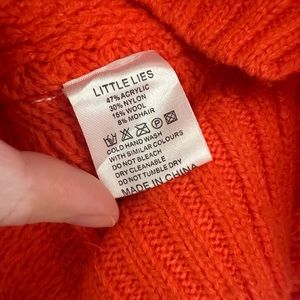 LITTLE LIES
47% ACRYLIC
30% NYLON
15% WOOL
8% MOHAIR
COLD HAND WASH
WITH SIMILAR COLOURS
DO NOT BLEACH
DRY CLEANABLE
DO NOT TUMBLE DRY
MADE IN CHINA